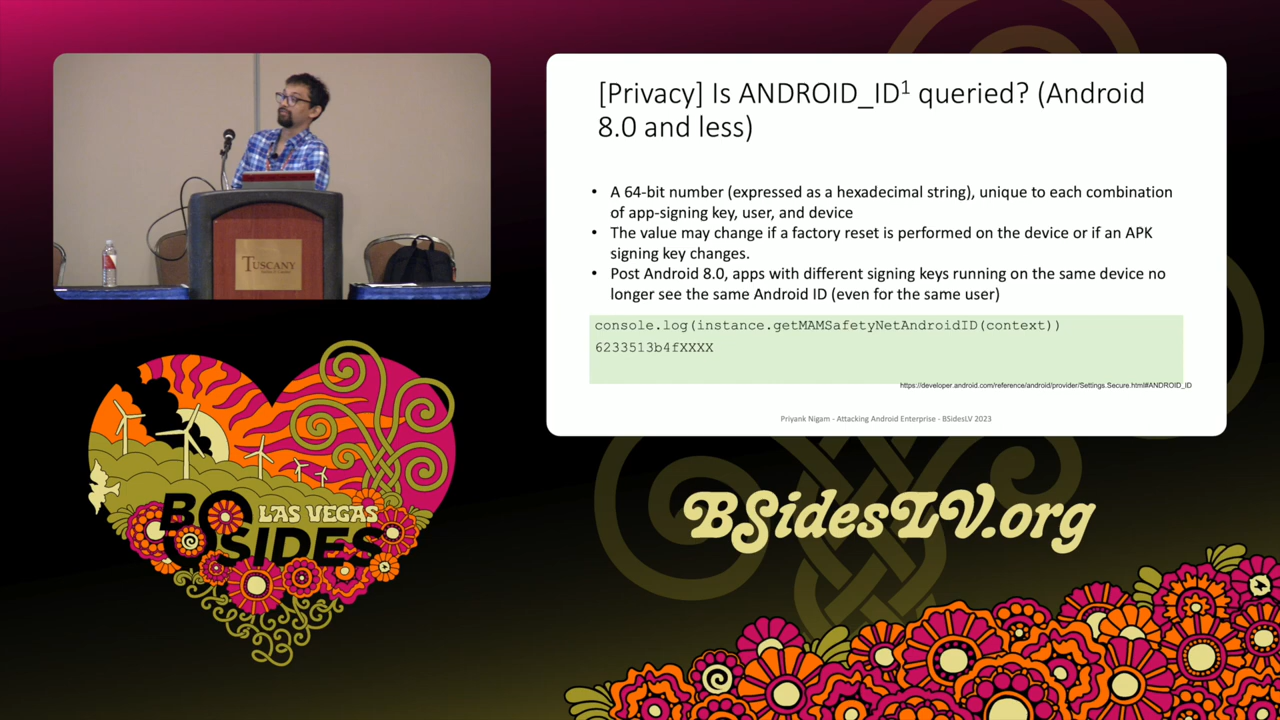 TUSCANY
[Privacy] Is ANDROID_ID¹ queried? (Android
8.0 and less)
• A 64-bit number (expressed as a hexadecimal string), unique to each combination
of app-signing key, user, and device
• The value may change if a factory reset is performed on the device or if an APK
signing key changes.
• Post Android 8.0, apps with different signing keys running on the same device no
longer see the same Android ID (even for the same user)
console.log(instance.getMAMSafetyNetAndroidID(context))
6233513b4fXXXX
https://developer.android.com/reference/android/provider/Settings.Secure.html#ANDROID_ID
Priyank Nigam - Attacking Android Enterprise - BSidesLV 2023
LAS VEGAS
BSIDES
23
BSidesLV.org